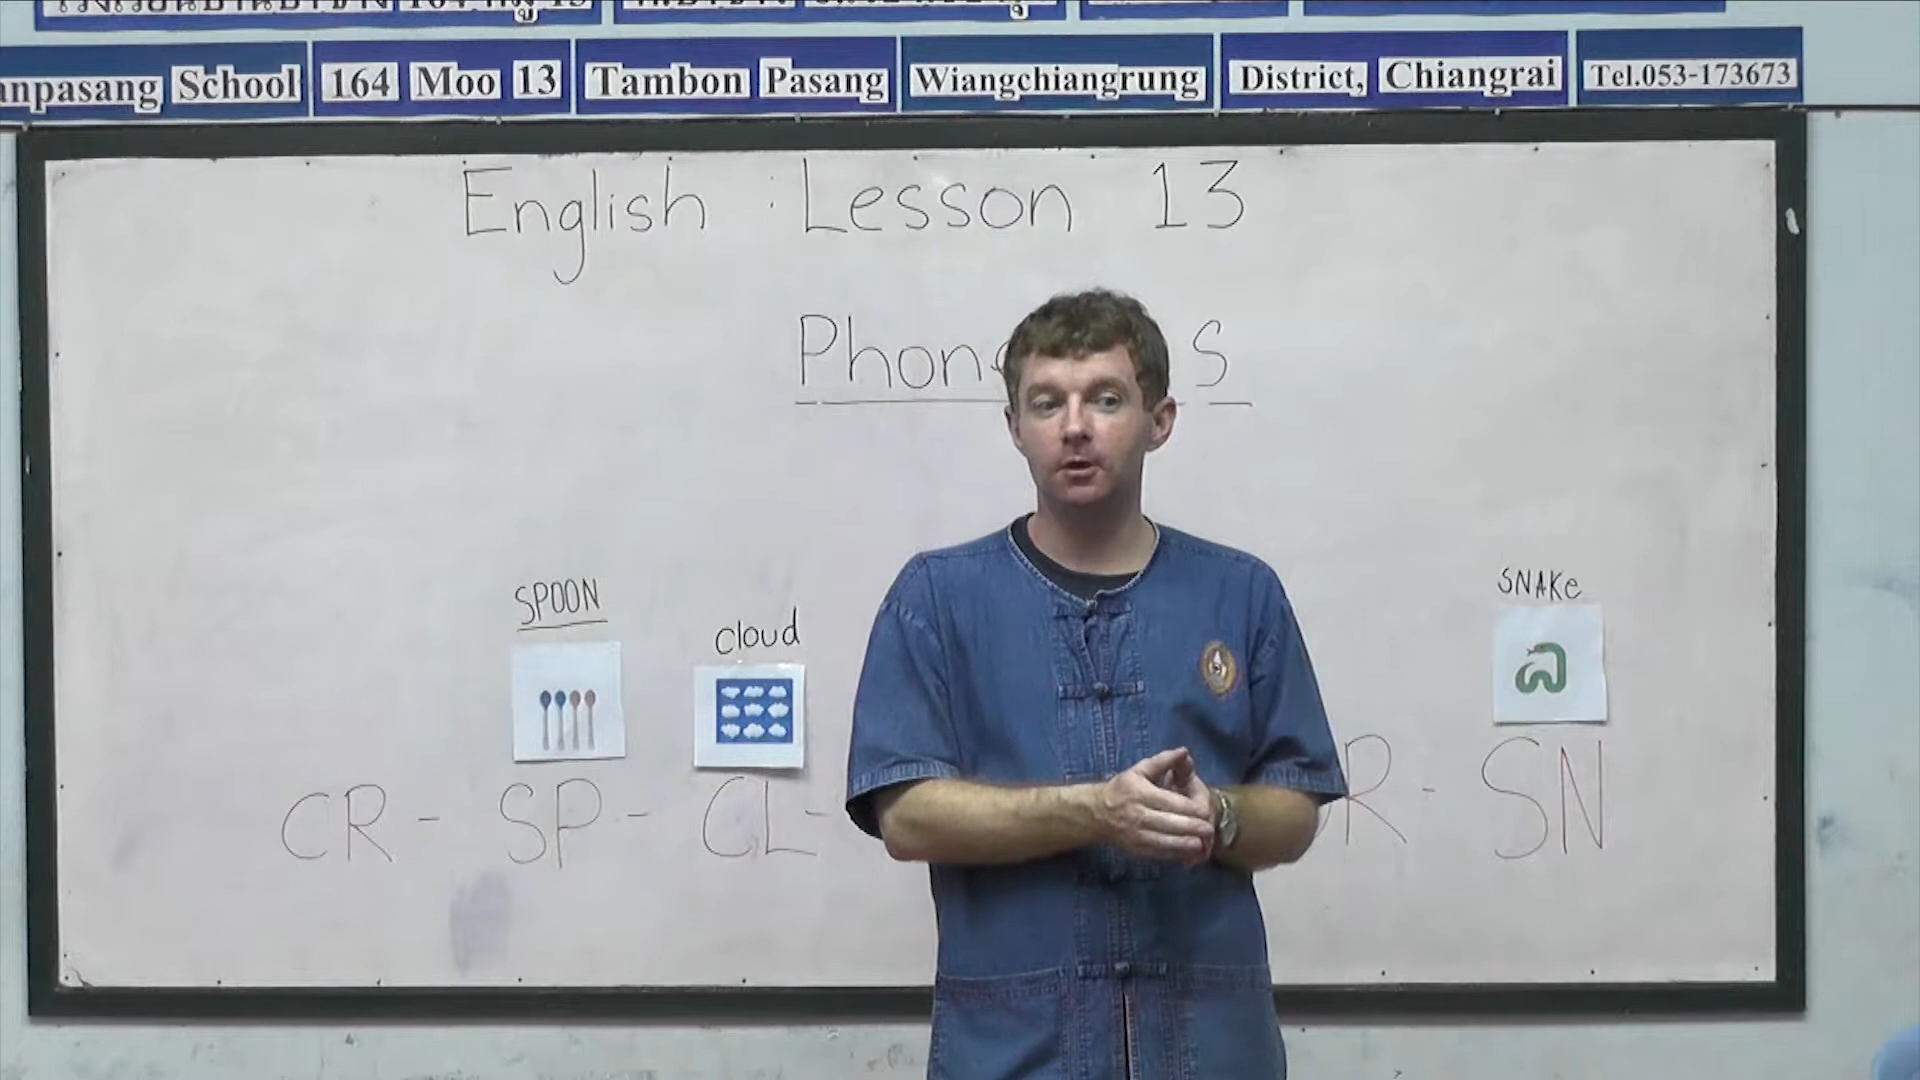 School 164 Moo 13 Tambon Pasang Wiangchiangrung District, Chiangrai Tel.053-173673
English : Lesson 13
SPOON
cloud
SNAKe
CR - SP - CL - R - SN